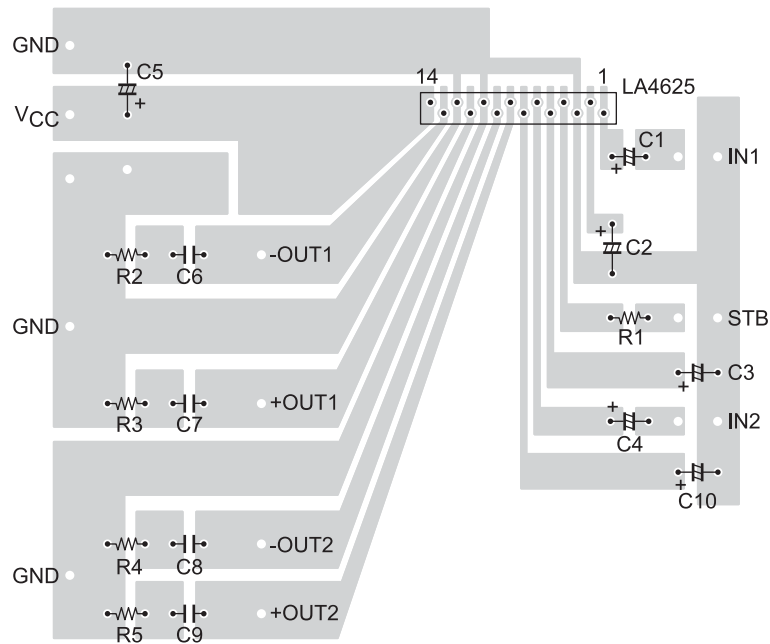 GND
C5
+
VCC
14
1
LA4625
C1
+
IN1
+
C2
R2
C6
-OUT1
GND
R1
STB
+
C3
R3
C7
+OUT1
+
C4
IN2
+
C10
R4
C8
-OUT2
GND
R5
C9
+OUT2